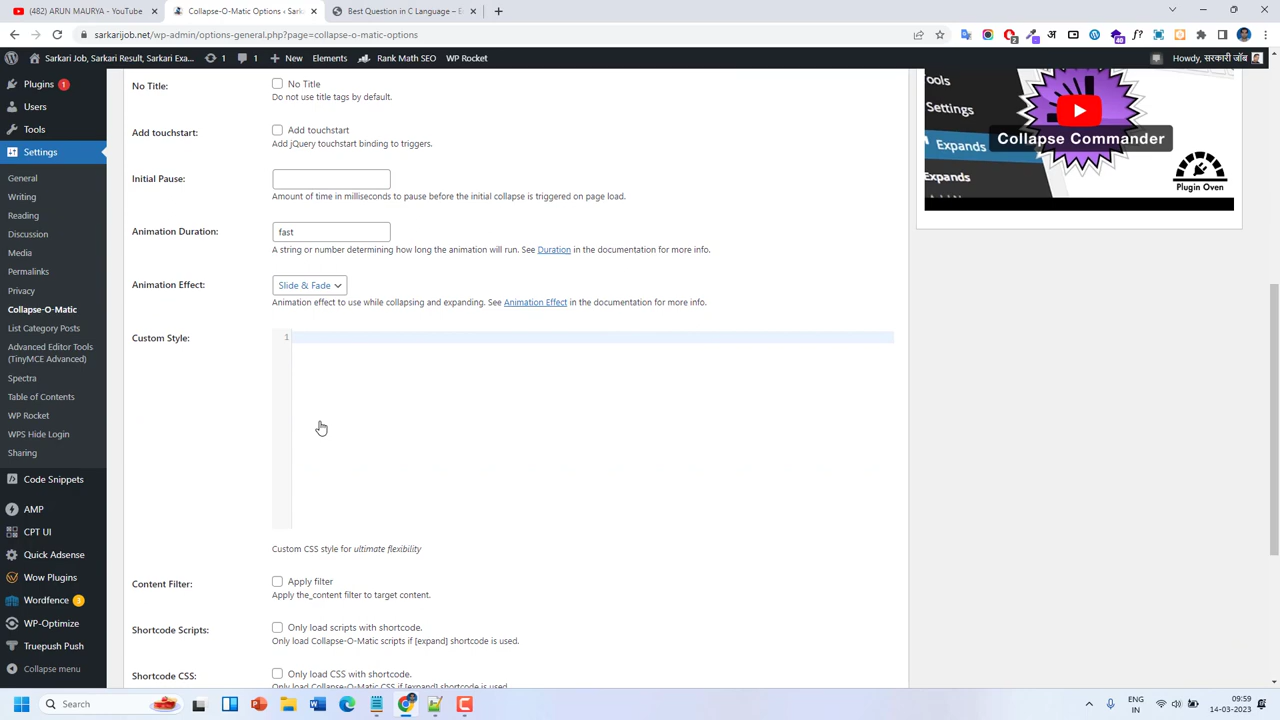 (482) ARUN MAURYA - YouTube
Collapse-O-Matic Options ‹ Sark
Best Question in C Language – E
sarkarijob.net/wp-admin/options-general.php?page=collapse-o-matic-options
Sarkari Job, Sarkari Result, Sarkari Exa...
1
1
New
Elements
Rank Math SEO
WP Rocket
Howdy, सरकारी जॉब
Plugins 1
Users
Tools
Settings
General
Writing
Reading
Discussion
Media
Permalinks
Privacy
Collapse-O-Matic
List Category Posts
Advanced Editor Tools
(TinyMCE Advanced)
Spectra
Table of Contents
WP Rocket
WPS Hide Login
Sharing
Code Snippets
AMP
CPT UI
Quick Adsense
Wow Plugins
Wordfence 3
WP-Optimize
Truepush Push
Collapse menu
No Title:
No Title
Do not use title tags by default.
Add touchstart:
Add touchstart
Add jQuery touchstart binding to triggers.
Initial Pause:
Amount of time in milliseconds to pause before the initial collapse is triggered on page load.
Animation Duration:
fast
A string or number determining how long the animation will run. See Duration in the documentation for more info.
Animation Effect:
Slide & Fade
Animation effect to use while collapsing and expanding. See Animation Effect in the documentation for more info.
Custom Style:
1
Custom CSS style for ultimate flexibility
Content Filter:
Apply filter
Apply the_content filter to target content.
Shortcode Scripts:
Only load scripts with shortcode.
Only load Collapse-O-Matic scripts if [expand] shortcode is used.
Shortcode CSS:
Only load CSS with shortcode.
Only load Collapse-O-Matic CSS if [expand] shortcode is used.
ools
Settings
Expands
Expands
Collapse Commander
Plugin Oven
Search
ENG
IN
09:59
14-03-2023